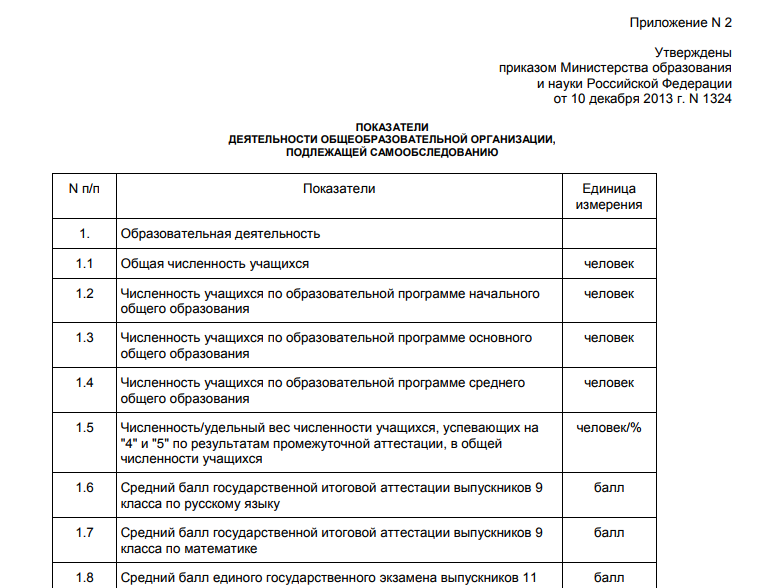 Приложение N 2
Утверждены
приказом Министерства образования
и науки Российской Федерации
от 10 декабря 2013 г. N 1324
ПОКАЗАТЕЛИ
ДЕЯТЕЛЬНОСТИ ОБЩЕОБРАЗОВАТЕЛЬНОЙ ОРГАНИЗАЦИИ,
ПОДЛЕЖАЩЕЙ САМООБСЛЕДОВАНИЮ
N п/п Показатели Единица
измерения
1. Образовательная деятельность
1.1 Общая численность учащихся человек
1.2 Численность учащихся по образовательной программе начального человек
общего образования
1.3 Численность учащихся по образовательной программе основного человек
общего образования
1.4 Численность учащихся по образовательной программе среднего человек
общего образования
1.5 Численность/удельный вес численности учащихся, успевающих на человек/%
"4" и "5" по результатам промежуточной аттестации, в общей
численности учащихся
1.6 Средний балл государственной итоговой аттестации выпускников 9 балл
класса по русскому языку
1.7 Средний балл государственной итоговой аттестации выпускников 9 балл
класса по математике
1.8 Средний балл единого государственного экзамена выпускников 11 балл